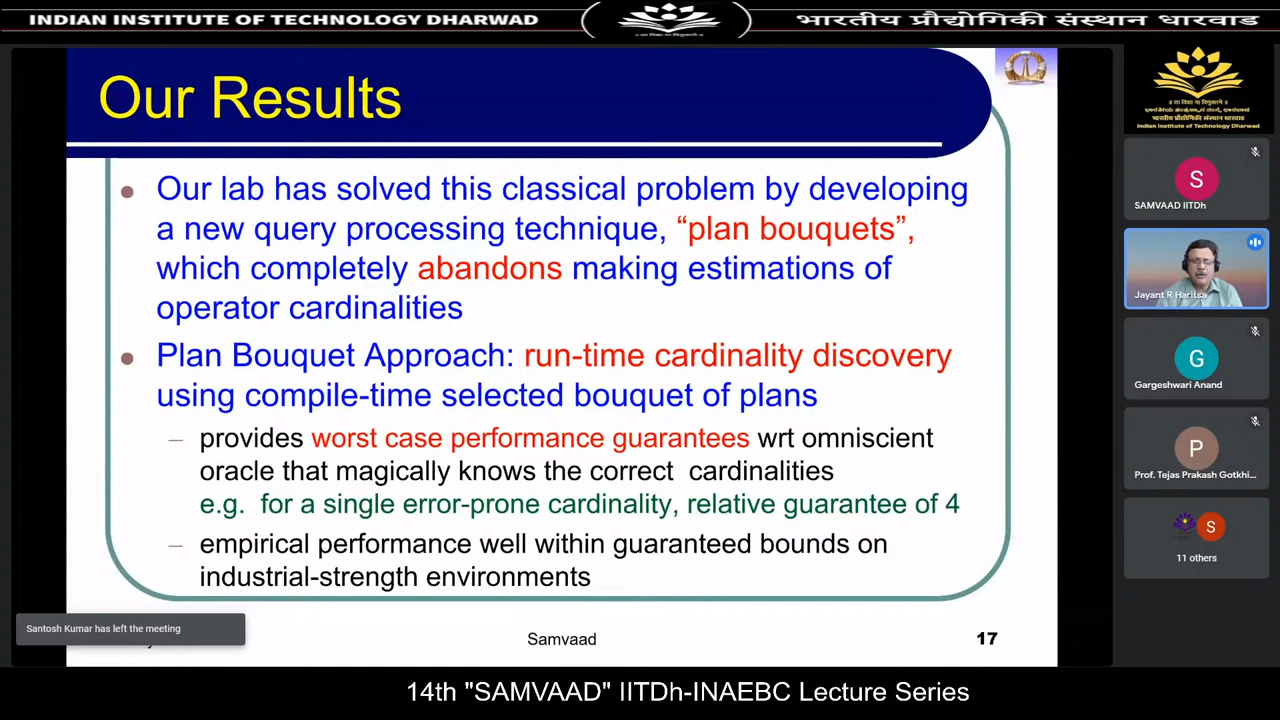 INDIAN INSTITUTE OF TECHNOLOGY DHARWAD
भारतीय प्रौद्योगिकी संस्थान धारवाड
Our Results
Our lab has solved this classical problem by developing
a new query processing technique, “plan bouquets”,
which completely abandons making estimations of
operator cardinalities
Plan Bouquet Approach: run-time cardinality discovery
using compile-time selected bouquet of plans
– provides worst case performance guarantees wrt omniscient
oracle that magically knows the correct cardinalities
e.g. for a single error-prone cardinality, relative guarantee of 4
– empirical performance well within guaranteed bounds on
industrial-strength environments
Santosh Kumar has left the meeting
Samvaad
17
Indian Institute of Technology Dharwad
S
SAMVAAD IITDh
Jayant R Haritsa
G
Gargeshwari Anand
P
Prof. Tejas Prakash Gotkhi...
S
11 others
14th "SAMVAAD" IITDh-INAEBC Lecture Series